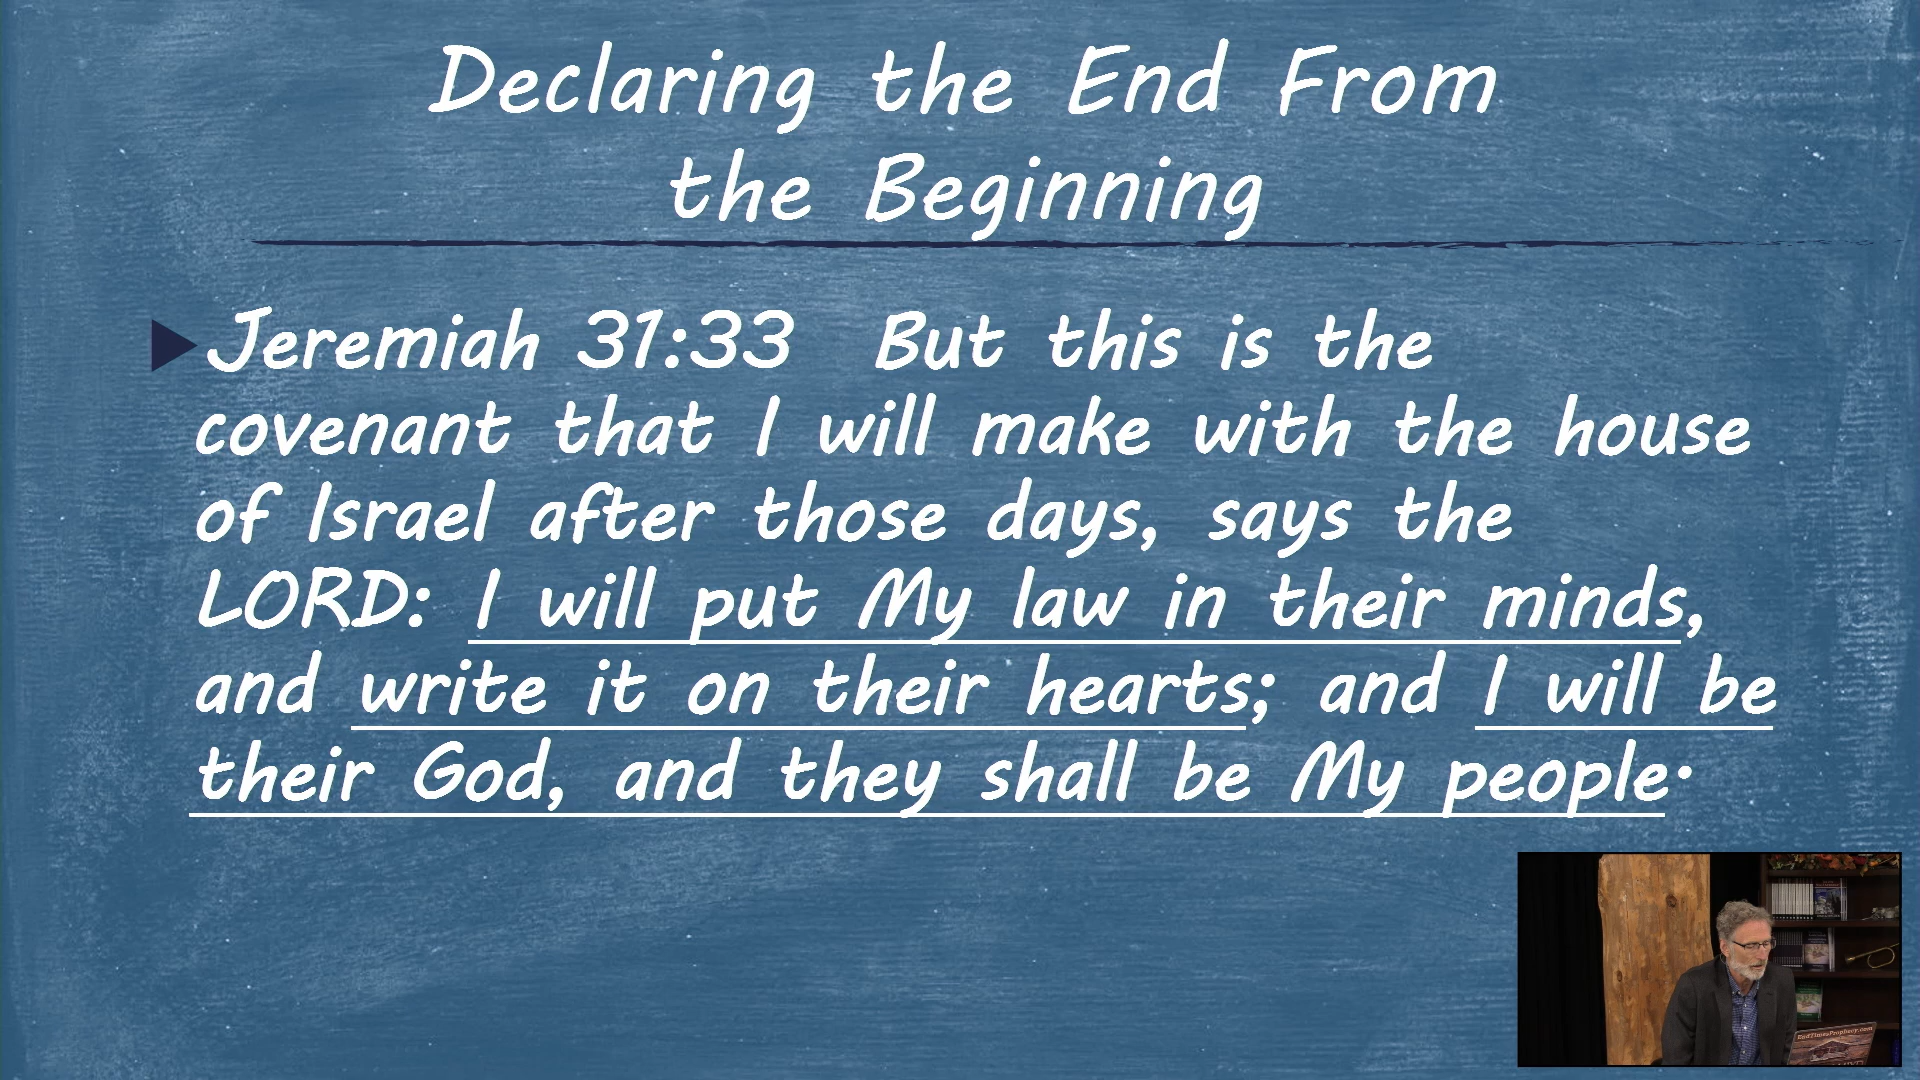 Declaring the End From
the Beginning
Jeremiah 31:33 But this is the
covenant that I will make with the house
of Israel after those days, says the
LORD: I will put My law in their minds,
and write it on their hearts; and I will be
their God, and they shall be My people.
EndTimesProphecy.com